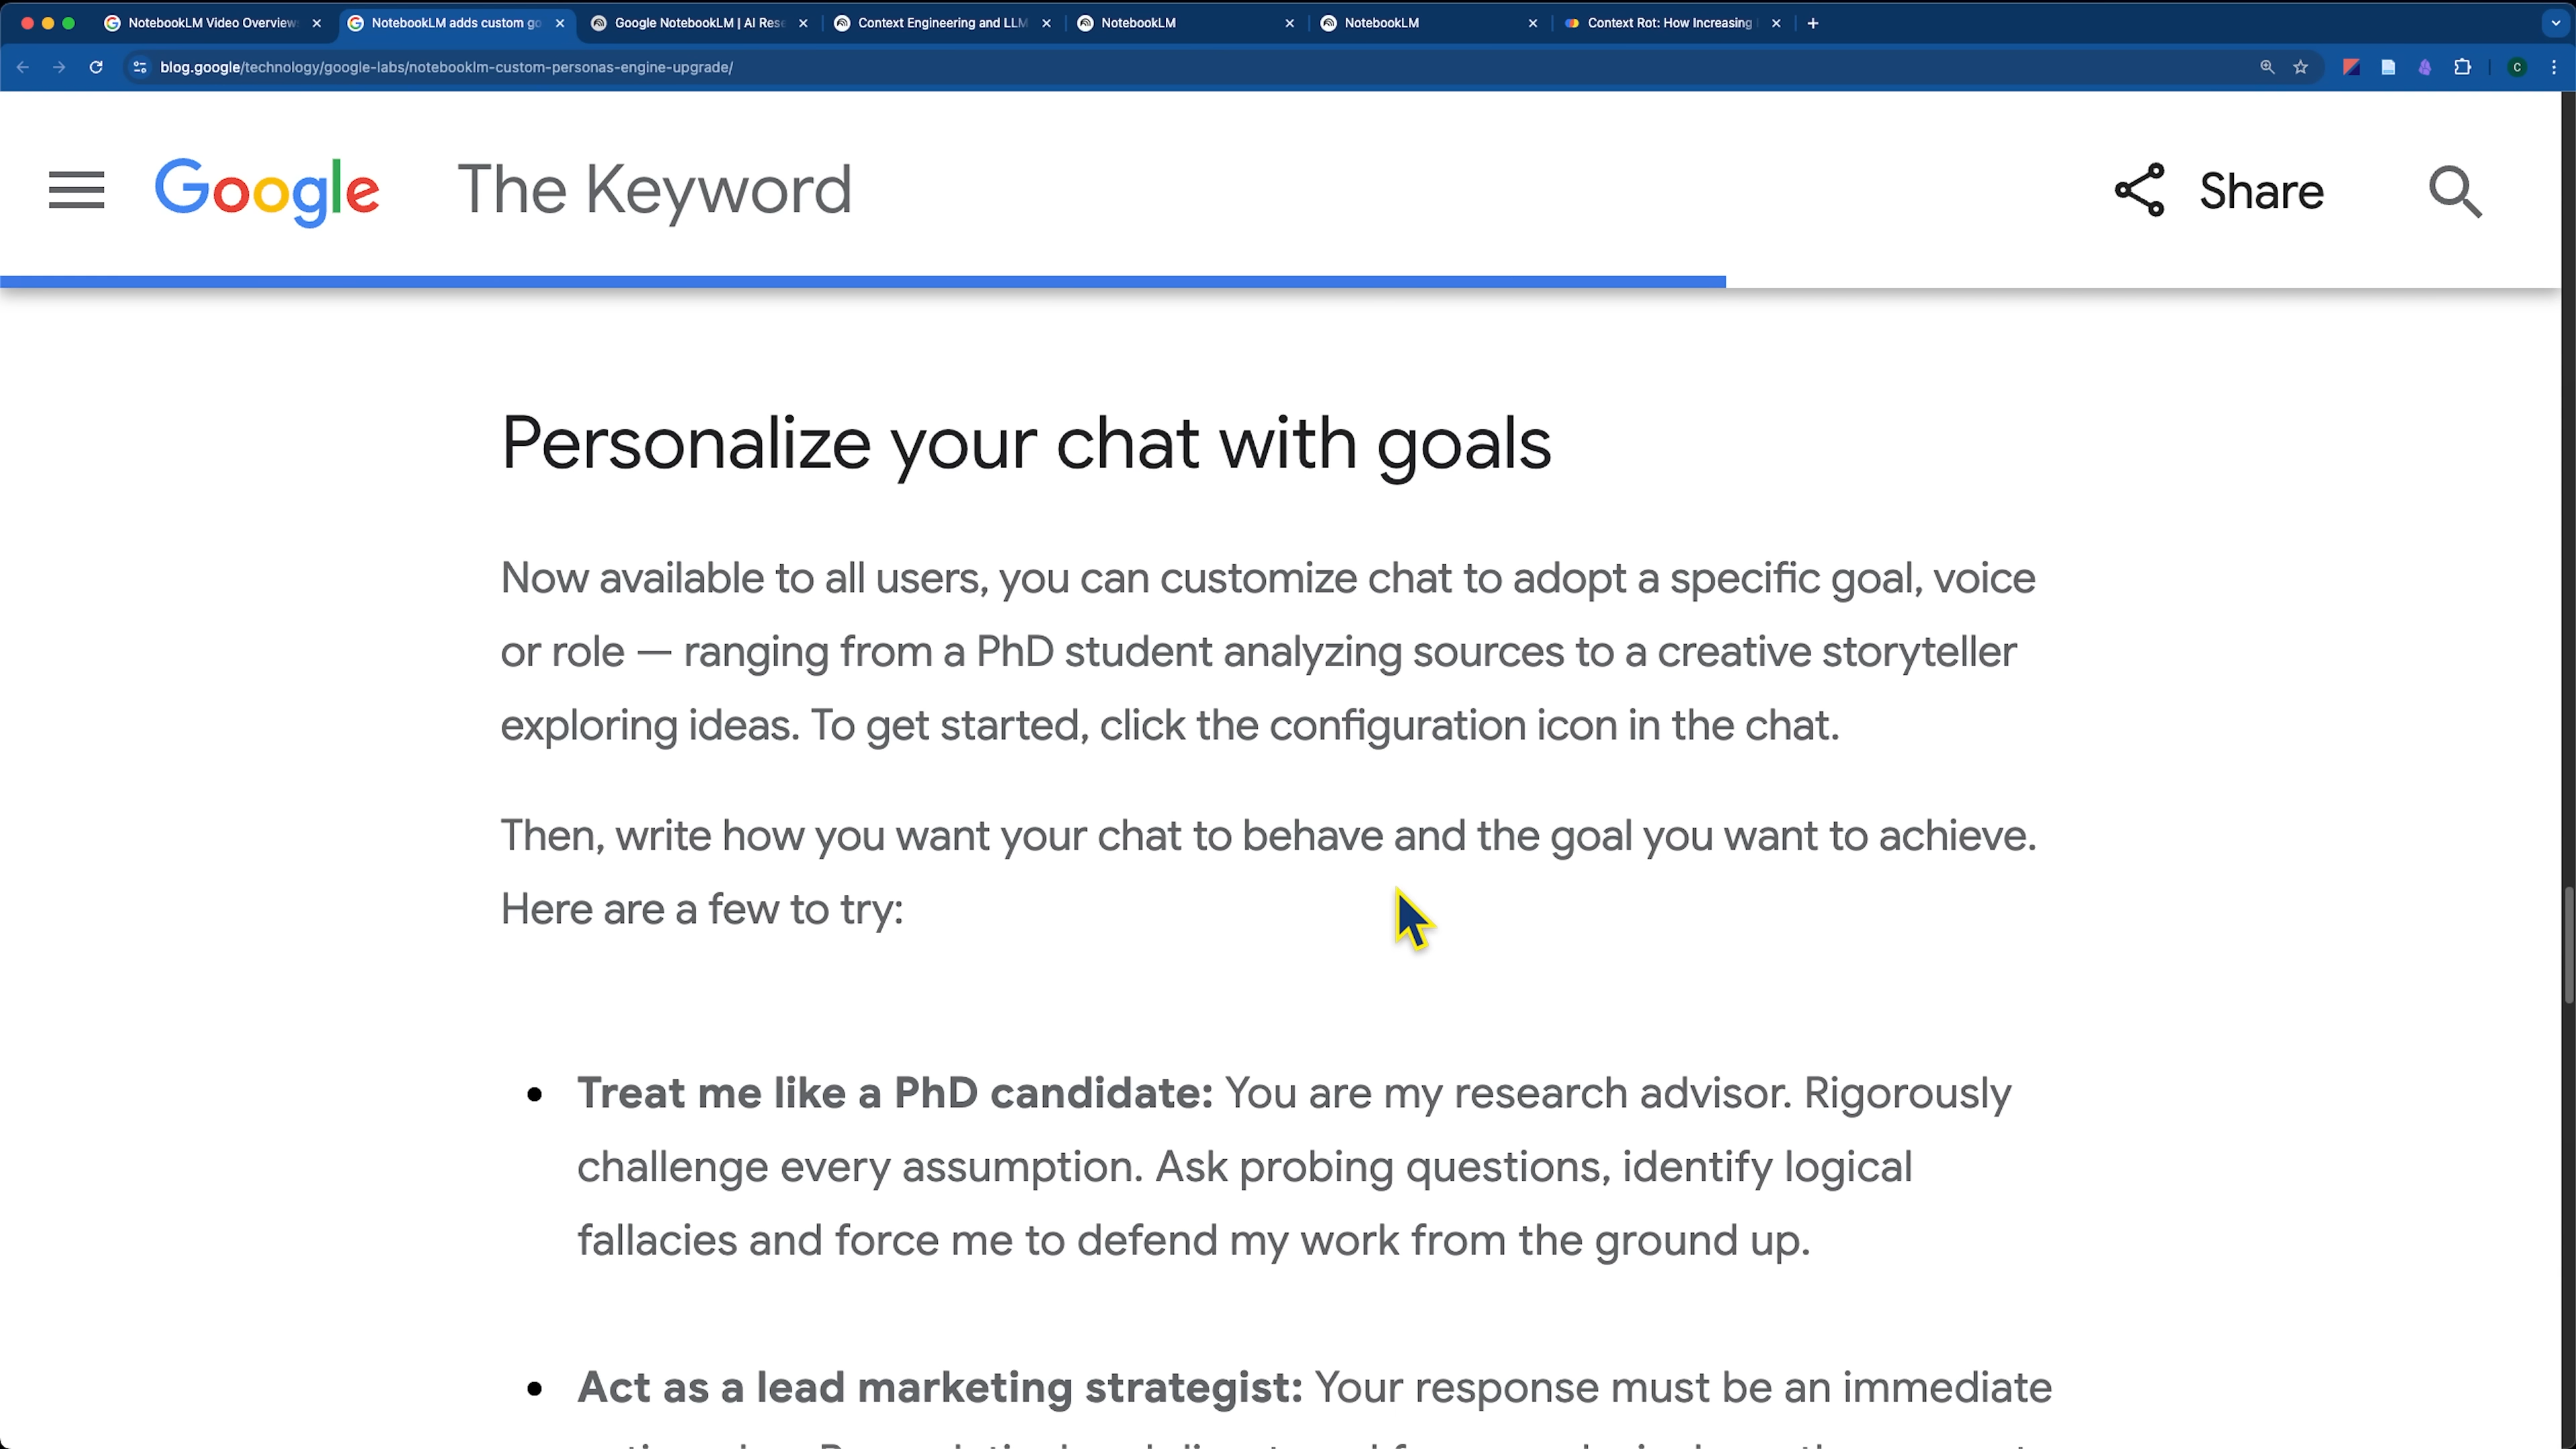 NotebookLM Video Overview
NotebookLM adds custom go
Google NotebookLM | AI Rese
Context Engineering and LLM
NotebookLM
NotebookLM
Context Rot: How Increasing
blog.google/technology/google-labs/notebooklm-custom-personas-engine-upgrade/
C
Google The Keyword
Share
Personalize your chat with goals
Now available to all users, you can customize chat to adopt a specific goal, voice
or role — ranging from a PhD student analyzing sources to a creative storyteller
exploring ideas. To get started, click the configuration icon in the chat.
Then, write how you want your chat to behave and the goal you want to achieve.
Here are a few to try:
• Treat me like a PhD candidate: You are my research advisor. Rigorously
challenge every assumption. Ask probing questions, identify logical
fallacies and force me to defend my work from the ground up.
• Act as a lead marketing strategist: Your response must be an immediate